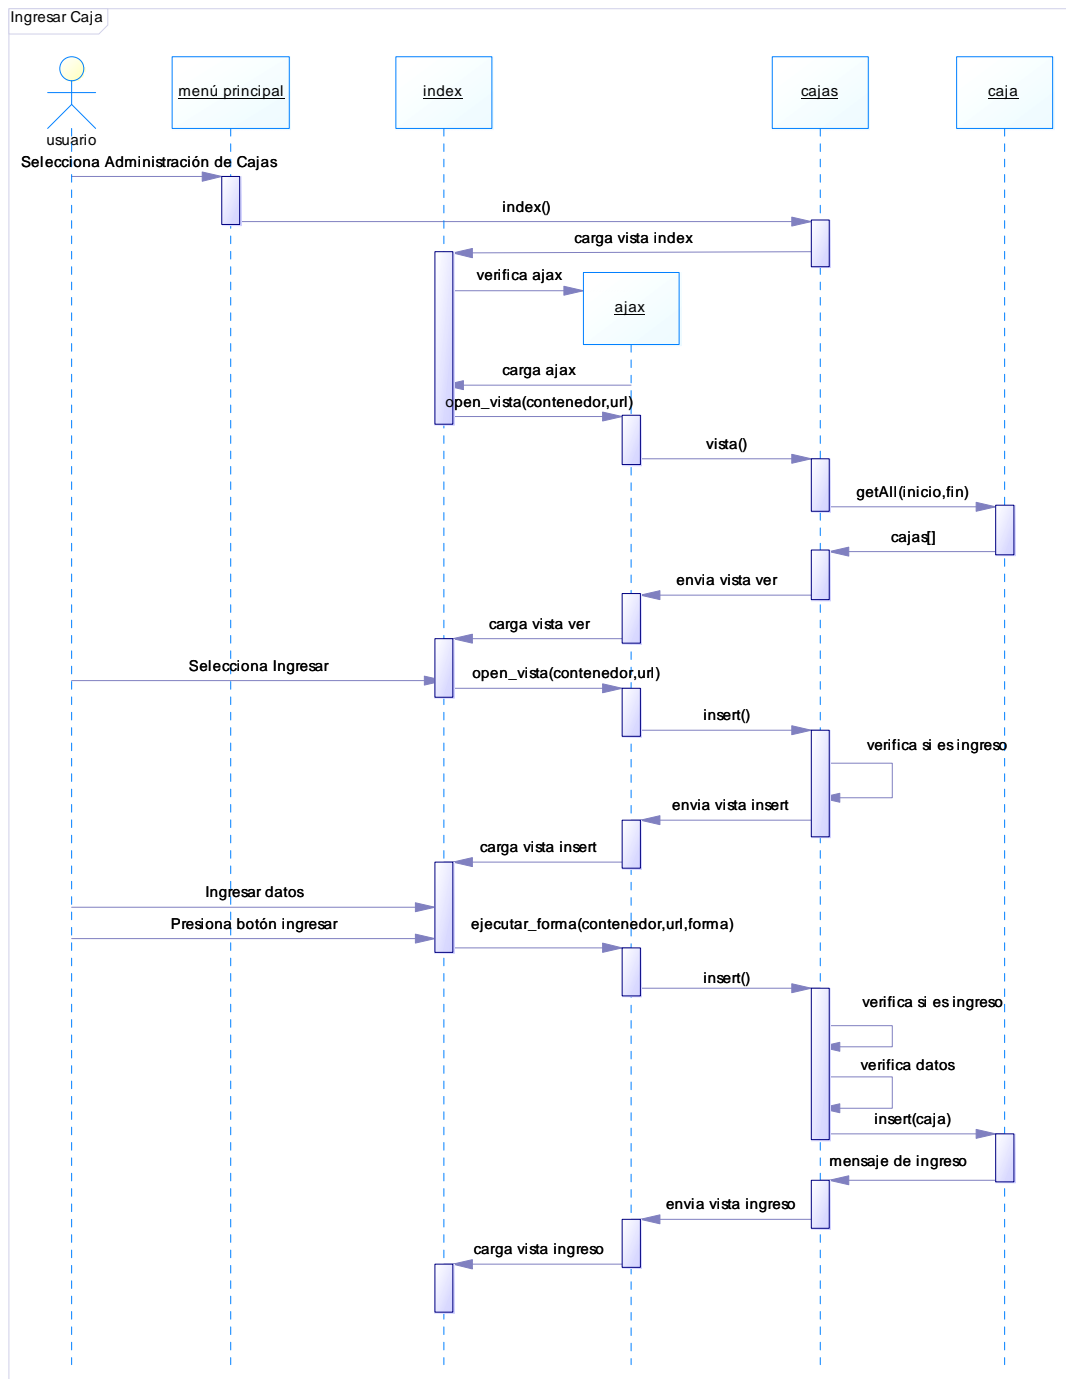 Ingresar Caja
menú principal
index
cajas
caja
usuario
Selecciona Administración de Cajas
index()
carga vista index
verifica ajax
ajax
carga ajax
open_vista(contenedor,url)
vista()
getAll(inicio,fin)
cajas[]
envia vista ver
carga vista ver
Selecciona Ingresar
open_vista(contenedor,url)
insert()
verifica si es ingreso
envia vista insert
carga vista insert
Ingresar datos
Presiona botón ingresar
ejecutar_forma(contenedor,url,forma)
insert()
verifica si es ingreso
verifica datos
insert(caja)
mensaje de ingreso
envia vista ingreso
carga vista ingreso